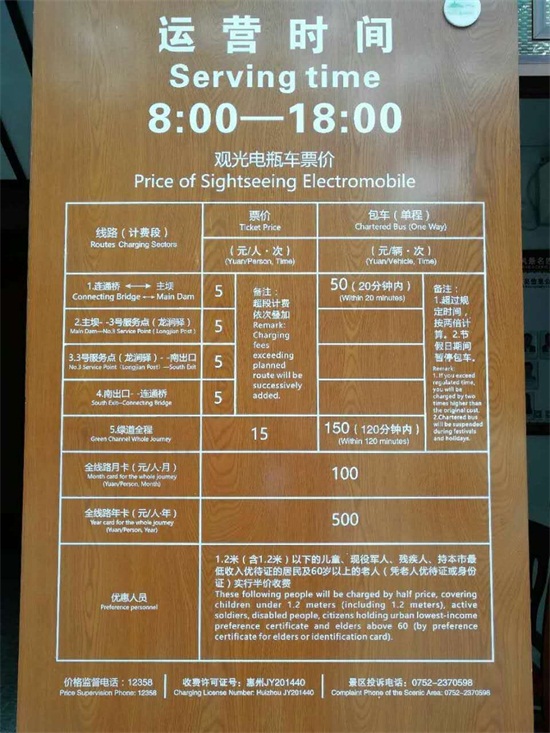 运营时间
Serving time
8:00—18:00
观光电瓶车票价
Price of Sightseeing Electromobile
线路（计费段）
Routes Charging Sectors
票价
Ticket Price
包车（单程）
Chartered Bus (One Way)
（元/人·次）
(Yuan/Person, Time)
（元/辆·次）
(Yuan/Vehicle, Time)
1.连通桥 ⟷ 主坝
Connecting Bridge ⟷ Main Dam
5
备注：
超段计费
依次叠加
Remark:
Charging
fees
exceeding
planned
route will be
successively
added.
50（20分钟内）
(Within 20 minutes)
备注：
1.超过规
定时间，
按两倍计
算。2.节
假日期间
暂停包车。
Remark:
1. If you exceed
regulated time,
you will be
charged by two
times higher than
the original cost.
2.Chartered bus
will be suspended
during festivals
and holidays.
2.主坝- -3号服务点（龙涧驿）
Main Dam—No.3 Service Point (Longjian Post)
5
3.3号服务点（龙涧驿）- -南出口
No.3 Service Point (Longjian Post)—South Exit
5
4.南出口- -连通桥
South Exit—Connecting Bridge
5
5.绿道全程
Green Channel Whole Journey
15
150（120分钟内）
(Within 120 minutes)
全线路月卡（元/人·月）
Month card for the whole journey
(Yuan/Person, Month)
100
全线路年卡（元/人·年）
Year card for the whole journey
(Yuan/Person, Year)
500
优惠人员
Preference personnel
1.2米（含1.2米）以下的儿童、现役军人、残疾人、持本市最
低收入优待证的居民及60岁以上的老人（凭老人优待证或身份
证）实行半价收费
These following people will be charged by half price, covering
children under 1.2 meters (including 1.2 meters), active
soldiers, disabled people, citizens holding urban lowest-income
preference certificate and elders above 60 (by preference
certificate for elders or identification card).
价格监督电话：12358
Price Supervision Phone: 12358
收费许可证号：惠州JY201440
Charging License Number: Huizhou JY201440
景区投诉电话：0752-2370598
Complaint Phone of the Scenic Area: 0752-2370598